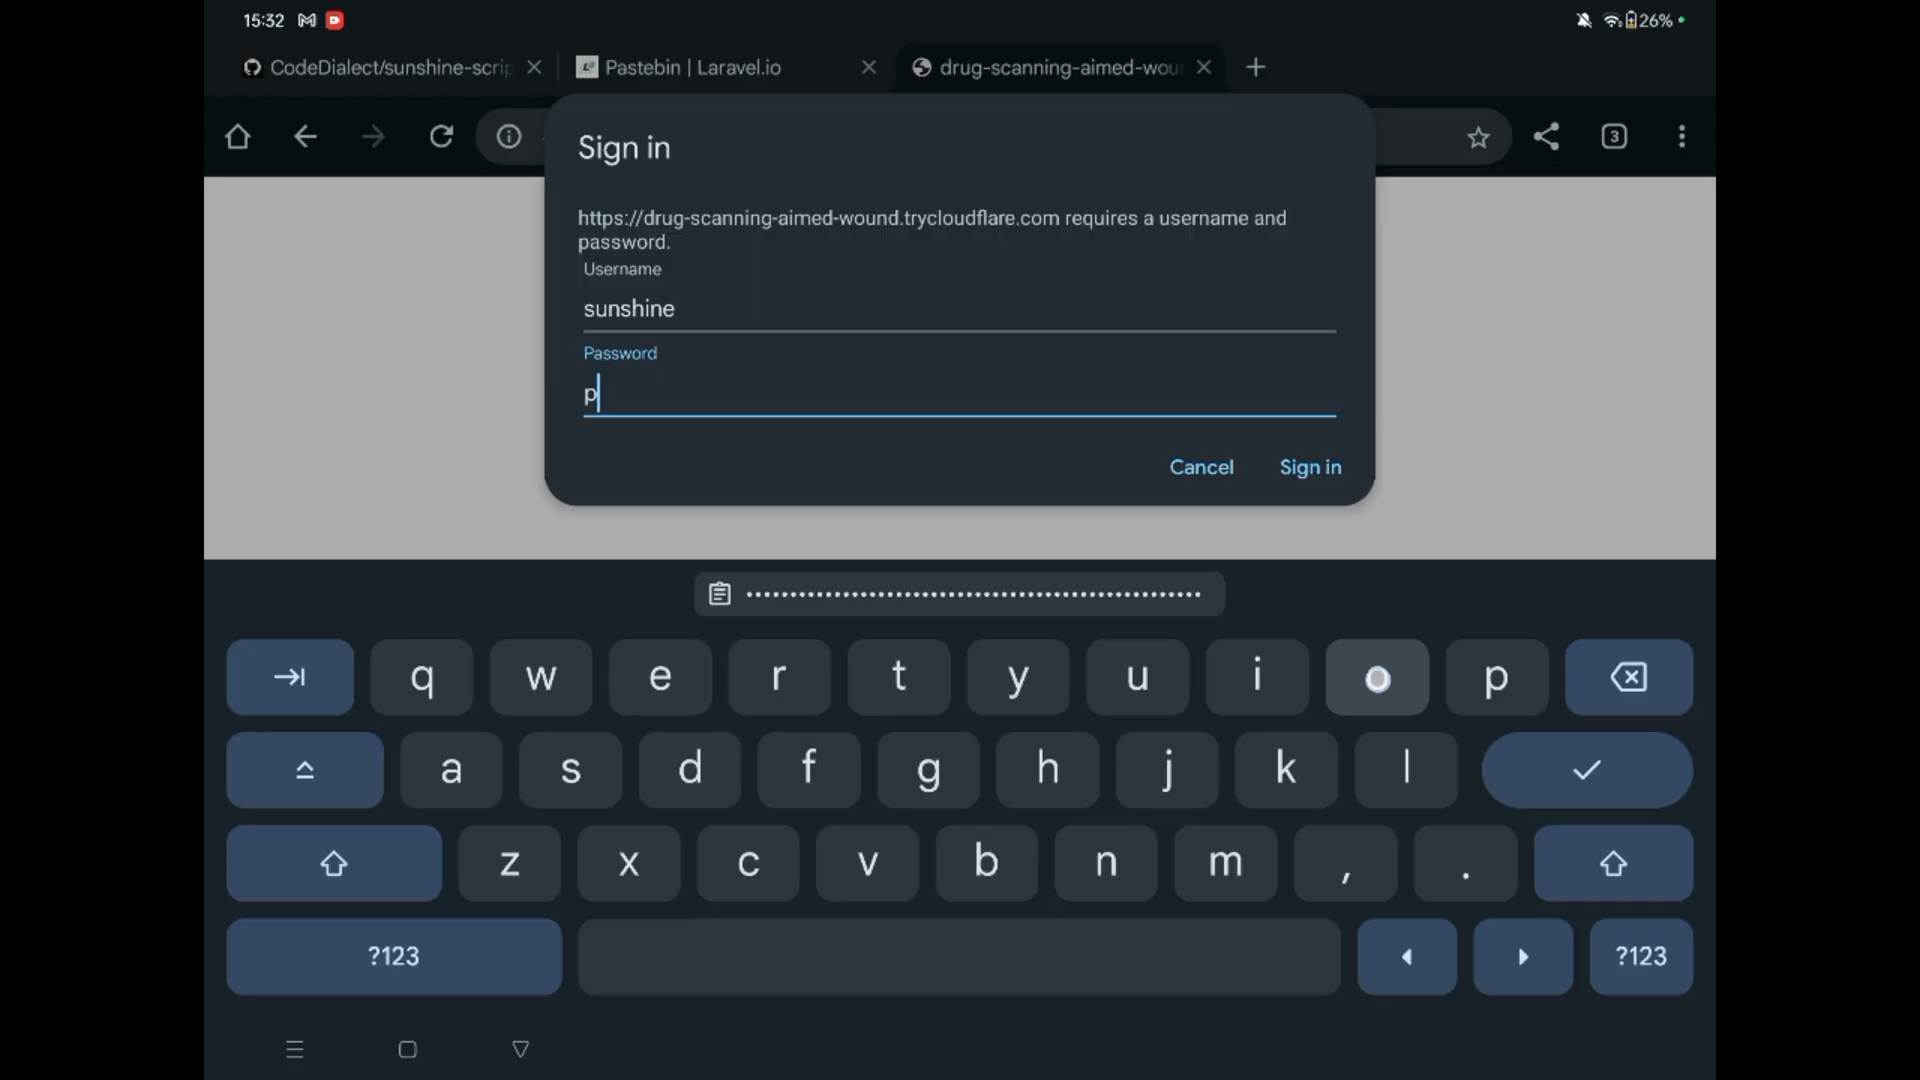 15:32 26%
CodeDialect/sunshine-scrip Pastebin | Laravel.io drug-scanning-aimed-wou
3
Sign in
https://drug-scanning-aimed-wound.trycloudflare.com requires a username and
password.
Username
sunshine
Password
p
Cancel Sign in
q w e r t y u i o p
a s d f g h j k l
z x c v b n m , .
?123 ?123